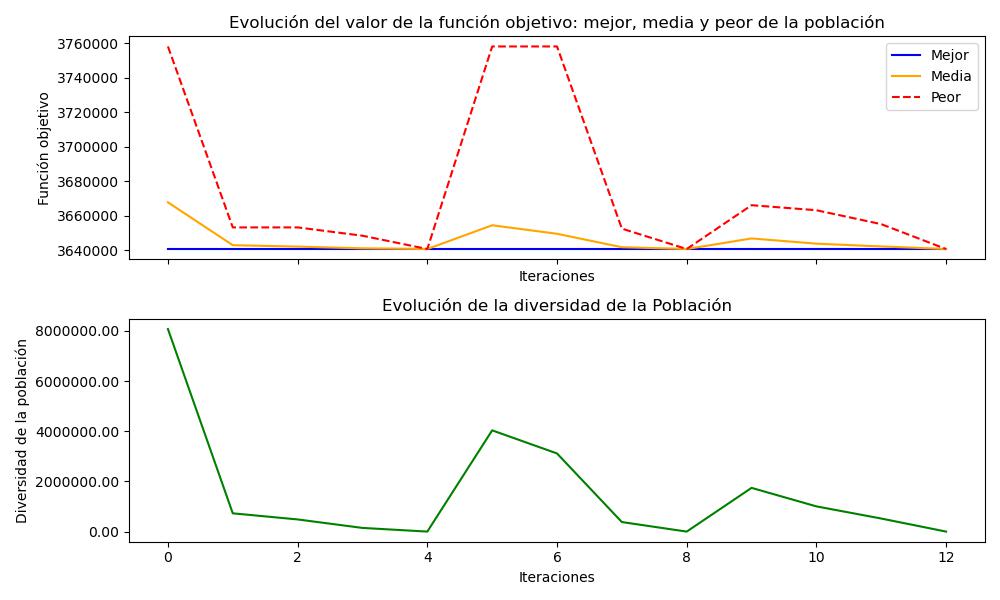 Evolución del valor de la función objetivo: mejor, media y peor de la población
3760000
3740000
3720000
3700000
3680000
3660000
3640000
Función objetivo
Mejor
Media
Peor
Iteraciones
Evolución de la diversidad de la Población
8000000.00
6000000.00
4000000.00
2000000.00
0.00
Diversidad de la población
0 2 4 6 8 10 12
Iteraciones